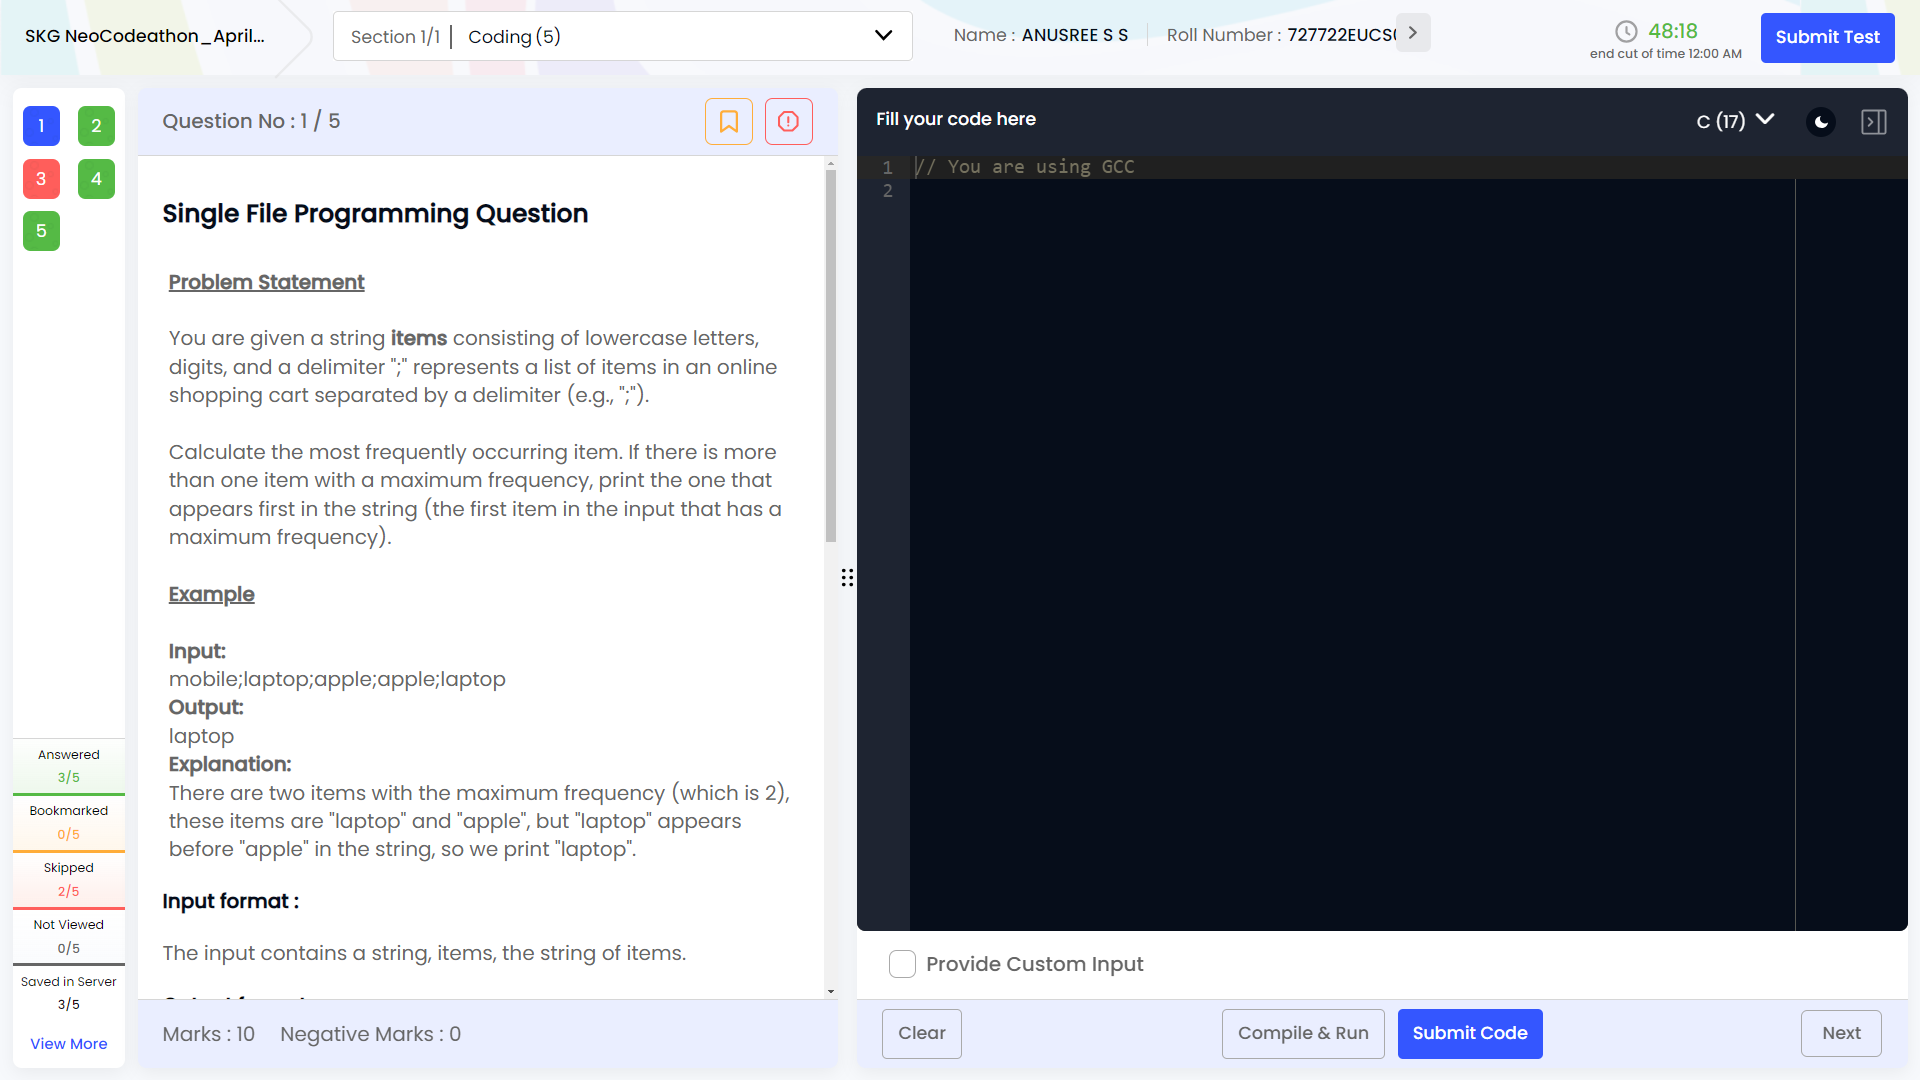 SKG NeoCodeathon_April...
Section 1/1 | Coding (5)
Name : ANUSREE S S
Roll Number : 727722EUCS
48:18
end cut of time 12:00 AM
Submit Test
1 2
3 4
5
Answered
3/5
Bookmarked
0/5
Skipped
2/5
Not Viewed
0/5
Saved in Server
3/5
View More
Question No : 1 / 5
Single File Programming Question
Problem Statement
You are given a string items consisting of lowercase letters,
digits, and a delimiter ";" represents a list of items in an online
shopping cart separated by a delimiter (e.g., ";").
Calculate the most frequently occurring item. If there is more
than one item with a maximum frequency, print the one that
appears first in the string (the first item in the input that has a
maximum frequency).
Example
Input:
mobile;laptop;apple;apple;laptop
Output:
laptop
Explanation:
There are two items with the maximum frequency (which is 2),
these items are "laptop" and "apple", but "laptop" appears
before "apple" in the string, so we print "laptop".
Input format :
The input contains a string, items, the string of items.
Marks : 10 Negative Marks : 0
Fill your code here
C (17)
1 // You are using GCC
2
Provide Custom Input
Clear
Compile & Run
Submit Code
Next